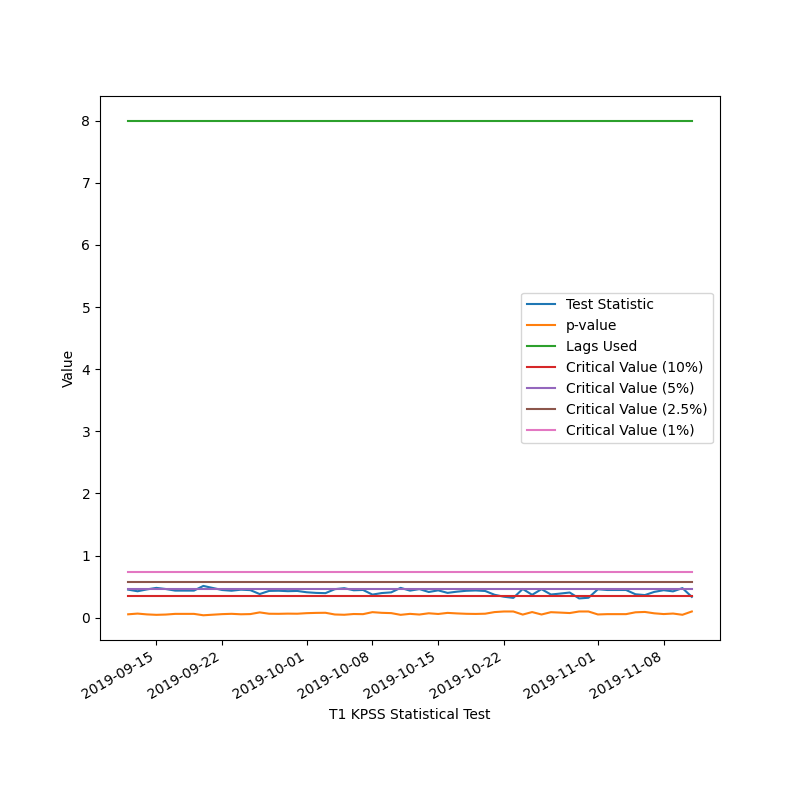 8
7
6
5
4
3
2
1
0
Value
Test Statistic
p-value
Lags Used
Critical Value (10%)
Critical Value (5%)
Critical Value (2.5%)
Critical Value (1%)
2019-09-15
2019-09-22
2019-10-01
2019-10-08
2019-10-15
2019-10-22
2019-11-01
2019-11-08
T1 KPSS Statistical Test